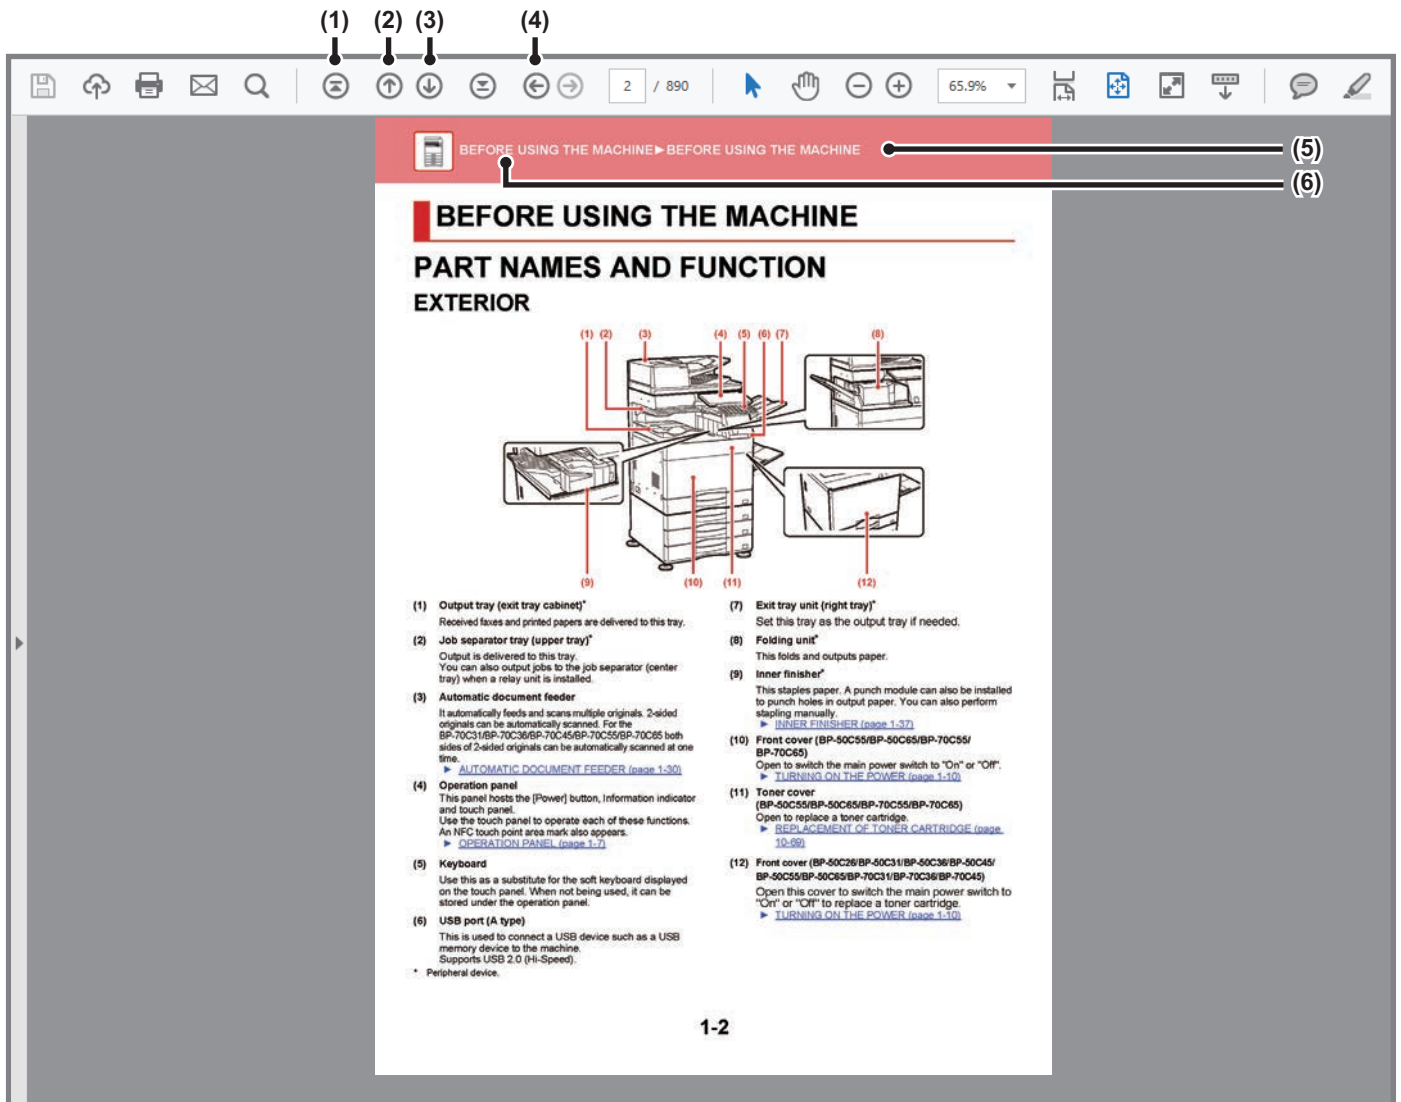 (1) (2) (3) (4)
2 / 890 65.9%
BEFORE USING THE MACHINE►BEFORE USING THE MACHINE
(5)
(6)
BEFORE USING THE MACHINE
PART NAMES AND FUNCTION
EXTERIOR
(1) (2) (3) (4) (5) (6) (7) (8)
(9) (10) (11) (12)
(1) Output tray (exit tray cabinet)*
Received faxes and printed papers are delivered to this tray.
(2) Job separator tray (upper tray)*
Output is delivered to this tray.
You can also output jobs to the job separator (center
tray) when a relay unit is installed.
(3) Automatic document feeder
It automatically feeds and scans multiple originals. 2-sided
originals can be automatically scanned. For the
BP-70C31/BP-70C36/BP-70C45/BP-70C55/BP-70C65 both
sides of 2-sided originals can be automatically scanned at one
time.
► AUTOMATIC DOCUMENT FEEDER (page 1-30)
(4) Operation panel
This panel hosts the [Power] button, Information indicator
and touch panel.
Use the touch panel to operate each of these functions.
An NFC touch point area mark also appears.
► OPERATION PANEL (page 1-7)
(5) Keyboard
Use this as a substitute for the soft keyboard displayed
on the touch panel. When not being used, it can be
stored under the operation panel.
(6) USB port (A type)
This is used to connect a USB device such as a USB
memory device to the machine.
Supports USB 2.0 (Hi-Speed).
* Peripheral device.
(7) Exit tray unit (right tray)*
Set this tray as the output tray if needed.
(8) Folding unit*
This folds and outputs paper.
(9) Inner finisher*
This staples paper. A punch module can also be installed
to punch holes in output paper. You can also perform
stapling manually.
► INNER FINISHER (page 1-37)
(10) Front cover (BP-50C55/BP-50C65/BP-70C55/
BP-70C65)
Open to switch the main power switch to "On" or "Off".
► TURNING ON THE POWER (page 1-10)
(11) Toner cover
(BP-50C55/BP-50C65/BP-70C55/BP-70C65)
Open to replace a toner cartridge.
► REPLACEMENT OF TONER CARTRIDGE (page
10-69)
(12) Front cover (BP-50C26/BP-50C31/BP-50C36/BP-50C45/
BP-50C55/BP-50C65/BP-70C31/BP-70C36/BP-70C45)
Open this cover to switch the main power switch to
"On" or "Off" to replace a toner cartridge.
► TURNING ON THE POWER (page 1-10)
1-2